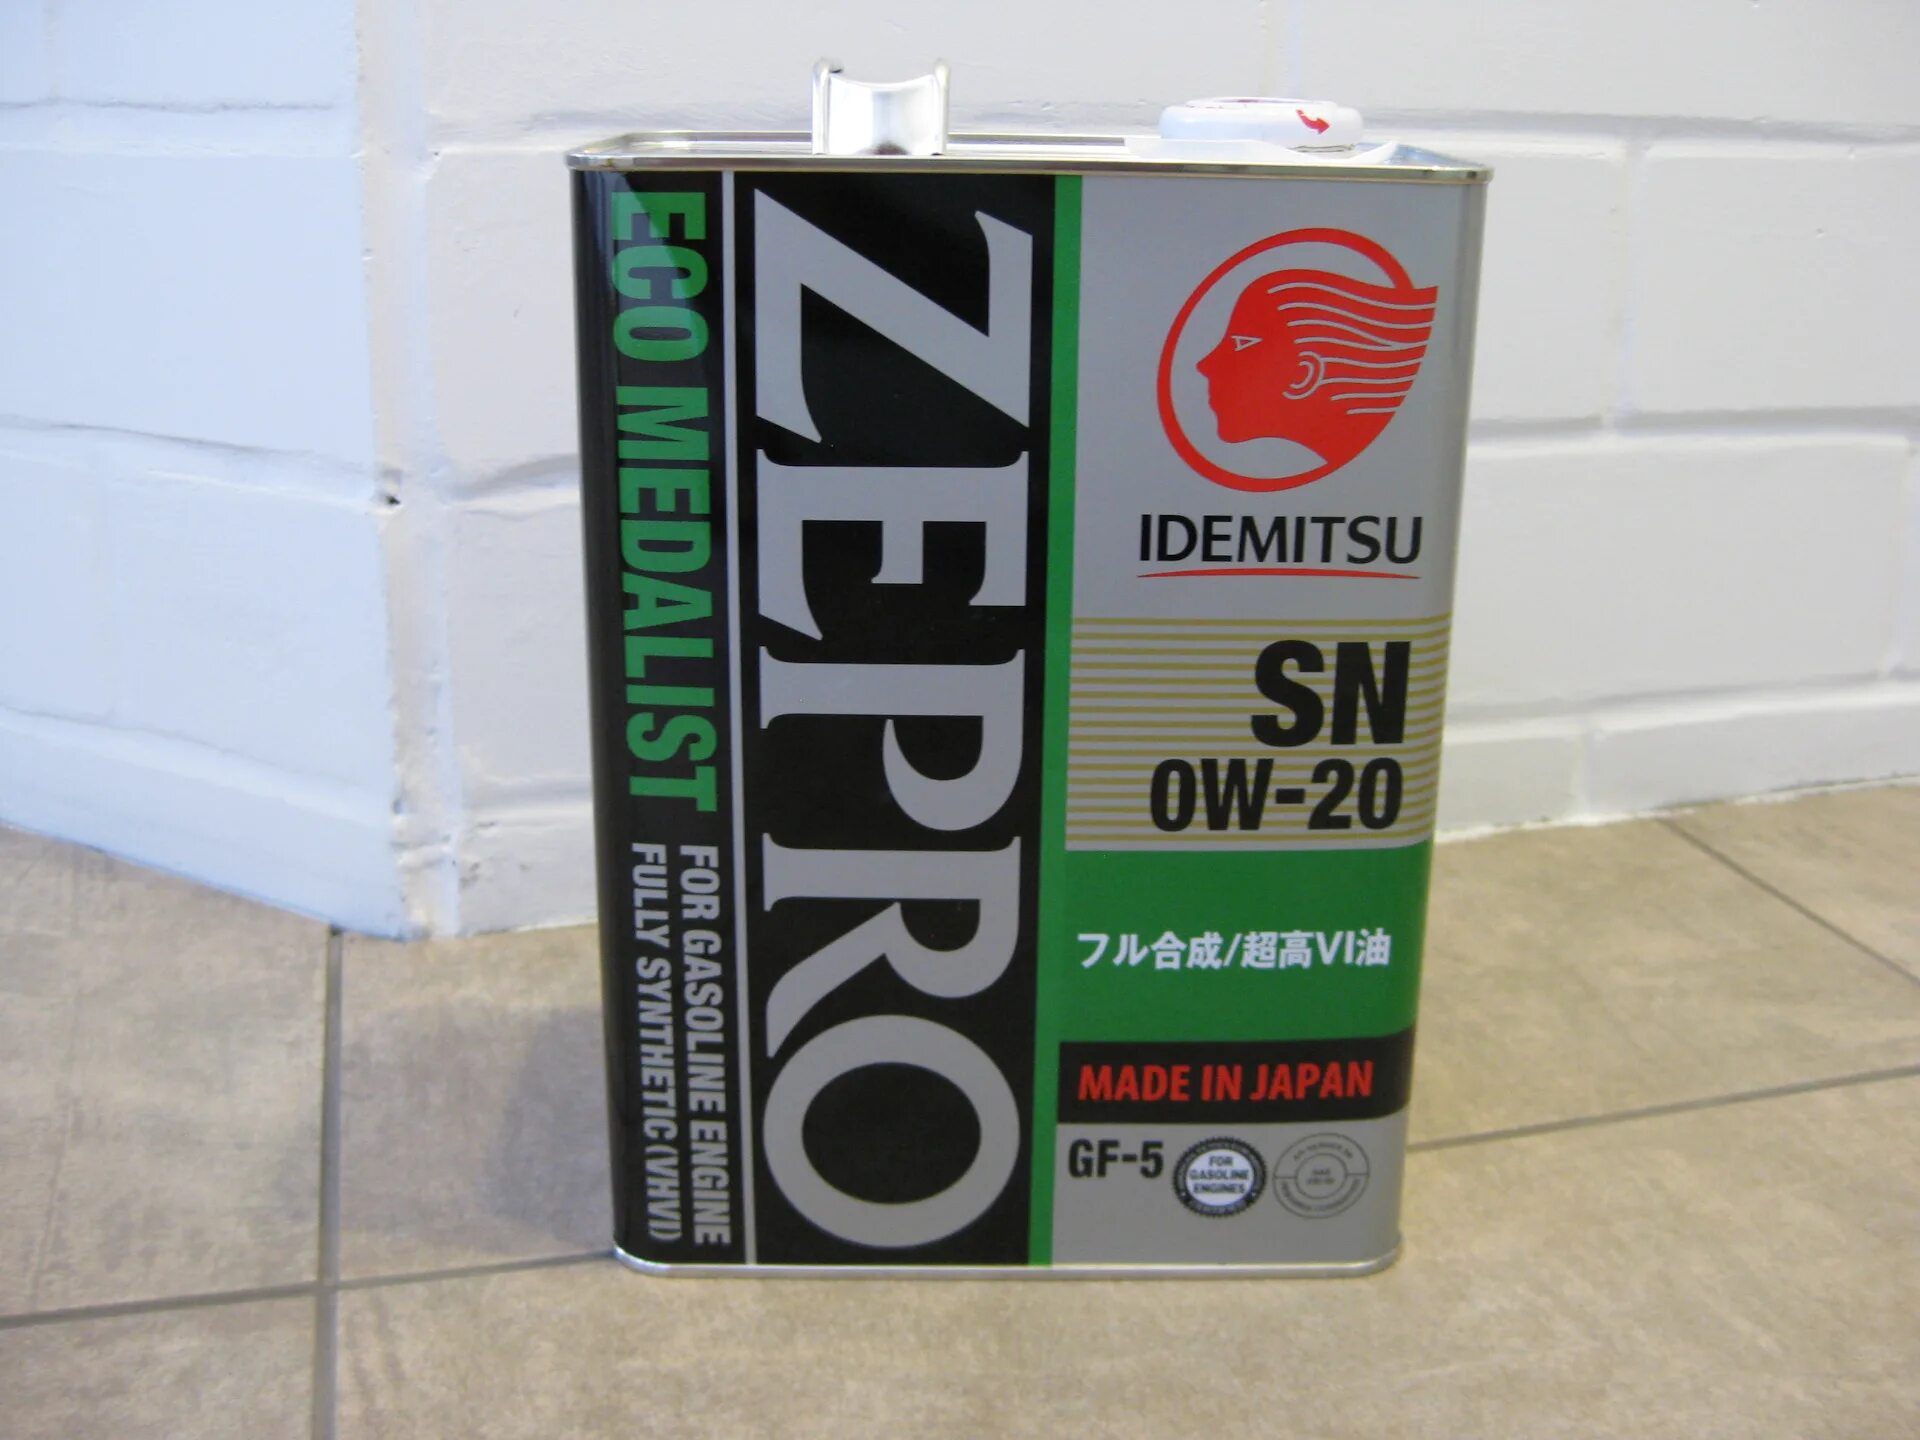 ECO MEDALIST
FOR GASOLINE ENGINE
FULLY SYNTHETIC(VHVI)
ZEPRO
IDEMITSU
SN
0W-20
フル合成/超高VI油
MADE IN JAPAN
GF-5
FOR
GASOLINE
ENGINES